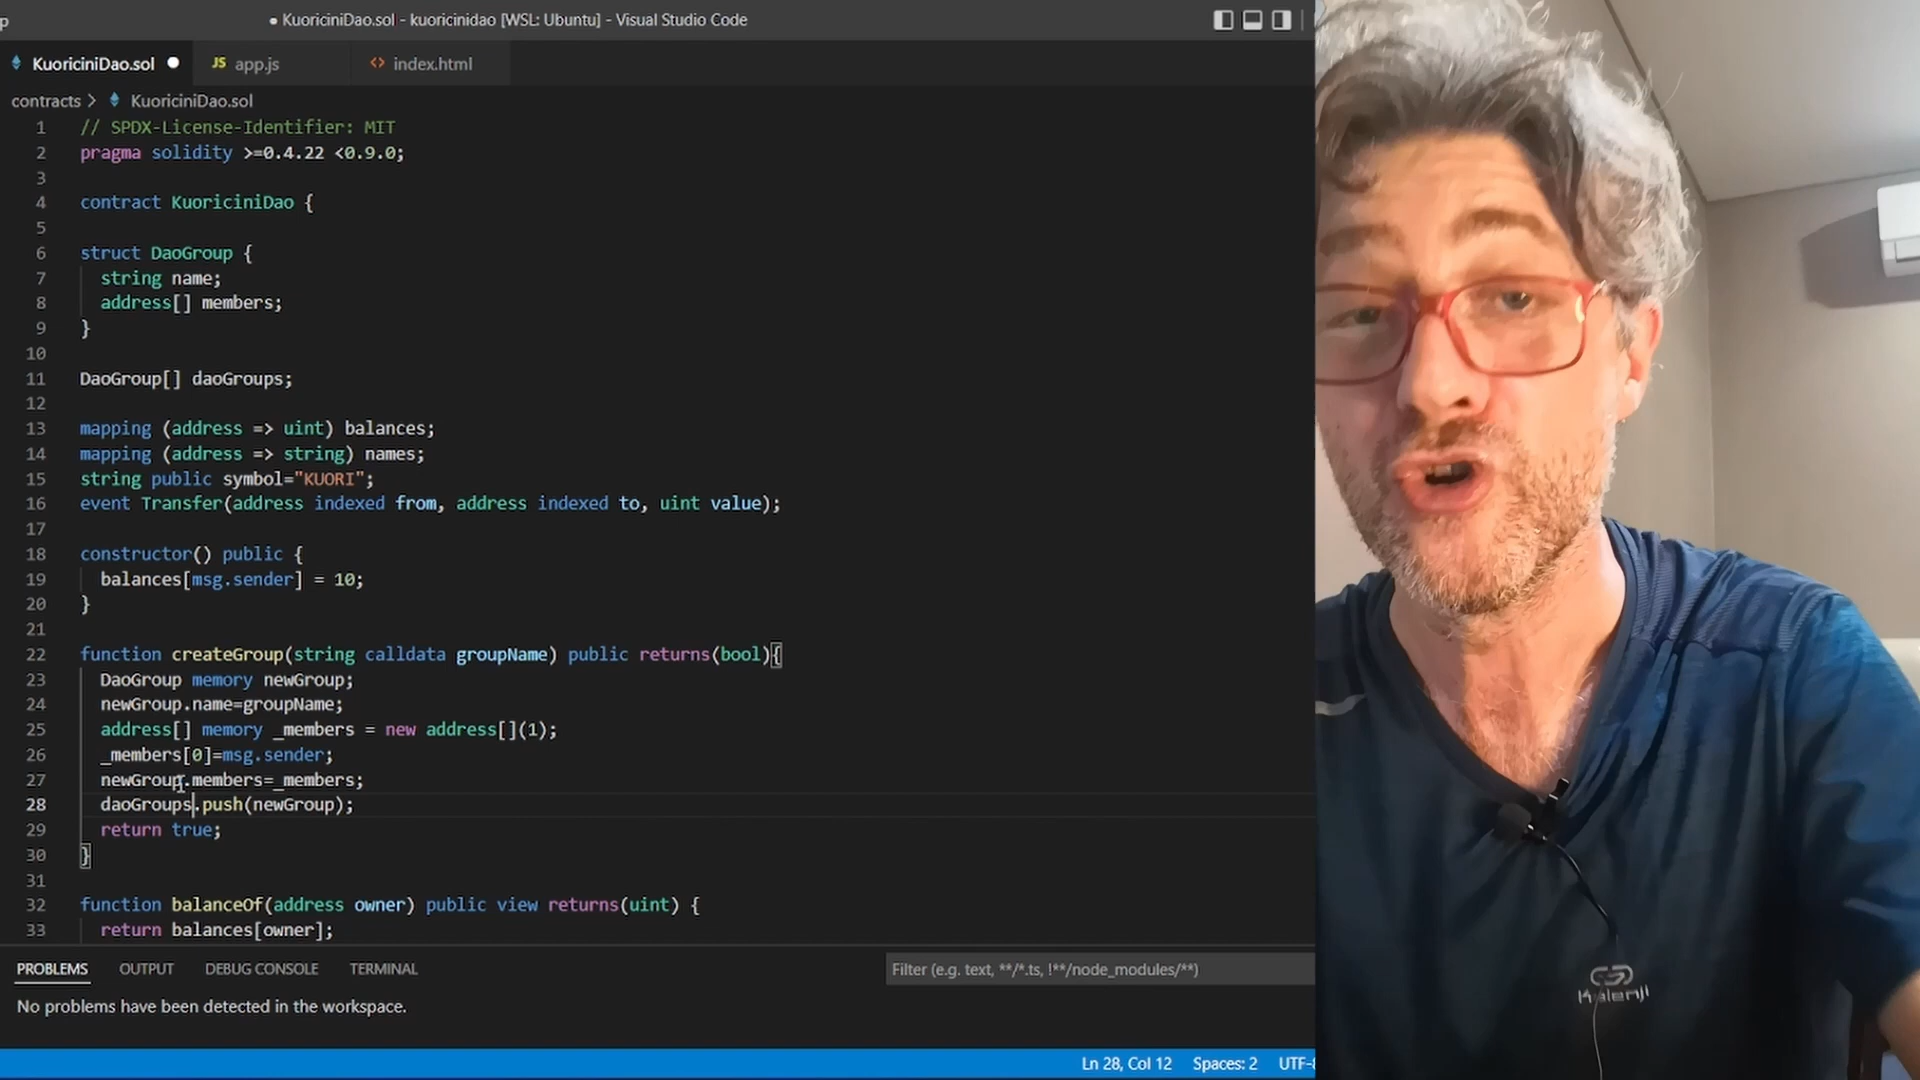 p
● KuoriciniDao.sol - kuoricinidao [WSL: Ubuntu] - Visual Studio Code
KuoriciniDao.sol ● JS app.js <> index.html
contracts > KuoriciniDao.sol
1 // SPDX-License-Identifier: MIT
2 pragma solidity >=0.4.22 <0.9.0;
3
4 contract KuoriciniDao {
5
6 struct DaoGroup {
7 string name;
8 address[] members;
9 }
10
11 DaoGroup[] daoGroups;
12
13 mapping (address => uint) balances;
14 mapping (address => string) names;
15 string public symbol="KUORI";
16 event Transfer(address indexed from, address indexed to, uint value);
17
18 constructor() public {
19 balances[msg.sender] = 10;
20 }
21
22 function createGroup(string calldata groupName) public returns(bool){
23 DaoGroup memory newGroup;
24 newGroup.name=groupName;
25 address[] memory _members = new address[](1);
26 _members[0]=msg.sender;
27 newGroup.members=_members;
28 daoGroups.push(newGroup);
29 return true;
30 }
31
32 function balanceOf(address owner) public view returns(uint) {
33 return balances[owner];
PROBLEMS OUTPUT DEBUG CONSOLE TERMINAL Filter (e.g. text, **/*.ts, !**/node_modules/**)
No problems have been detected in the workspace.
Ln 28, Col 12 Spaces: 2 UTF-8
Kalenji